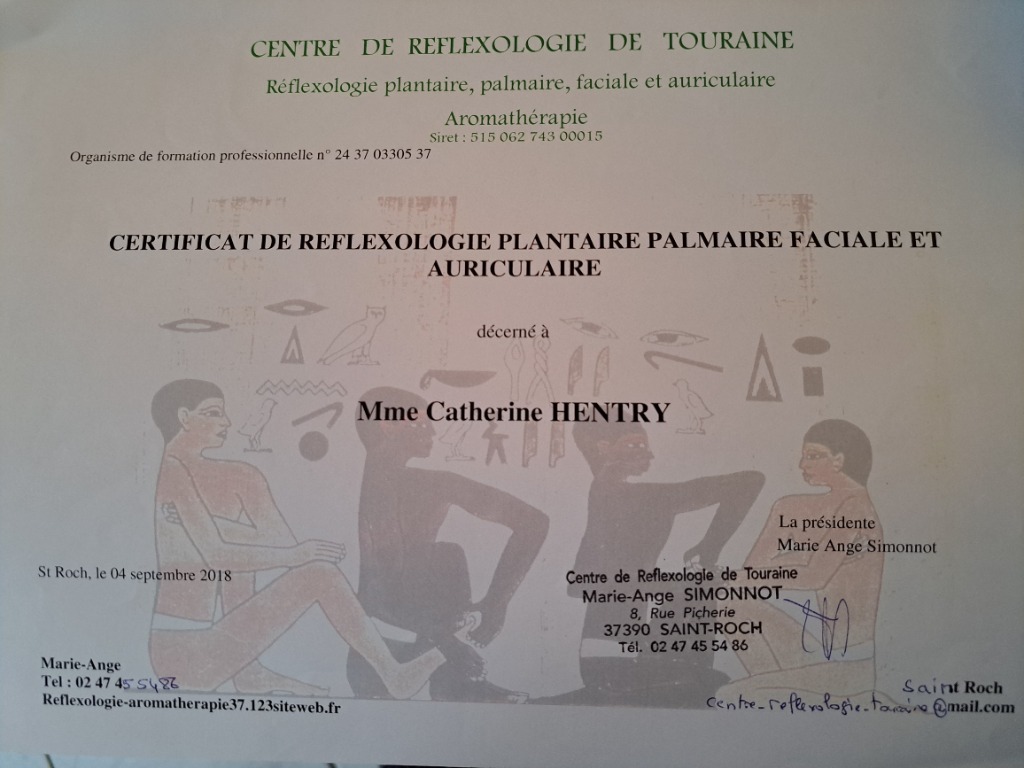 CENTRE DE REFLEXOLOGIE DE TOURAINE
Réflexologie plantaire, palmaire, faciale et auriculaire
Aromathérapie
Siret : 515 062 743 00015
Organisme de formation professionnelle n° 24 37 03305 37
CERTIFICAT DE REFLEXOLOGIE PLANTAIRE PALMAIRE FACIALE ET
AURICULAIRE
décerné à
Mme Catherine HENTRY
La présidente
Marie Ange Simonnot
St Roch, le 04 septembre 2018
Centre de Reflexologie de Touraine
Marie-Ange SIMONNOT
8, Rue Picherie
37390 SAINT-ROCH
Tél. 02 47 45 54 86
Marie-Ange
Tel : 02 47 455486
Reflexologie-aromatherapie37.123siteweb.fr
Saint Roch
centre-reflexologie-touraine@mail.com